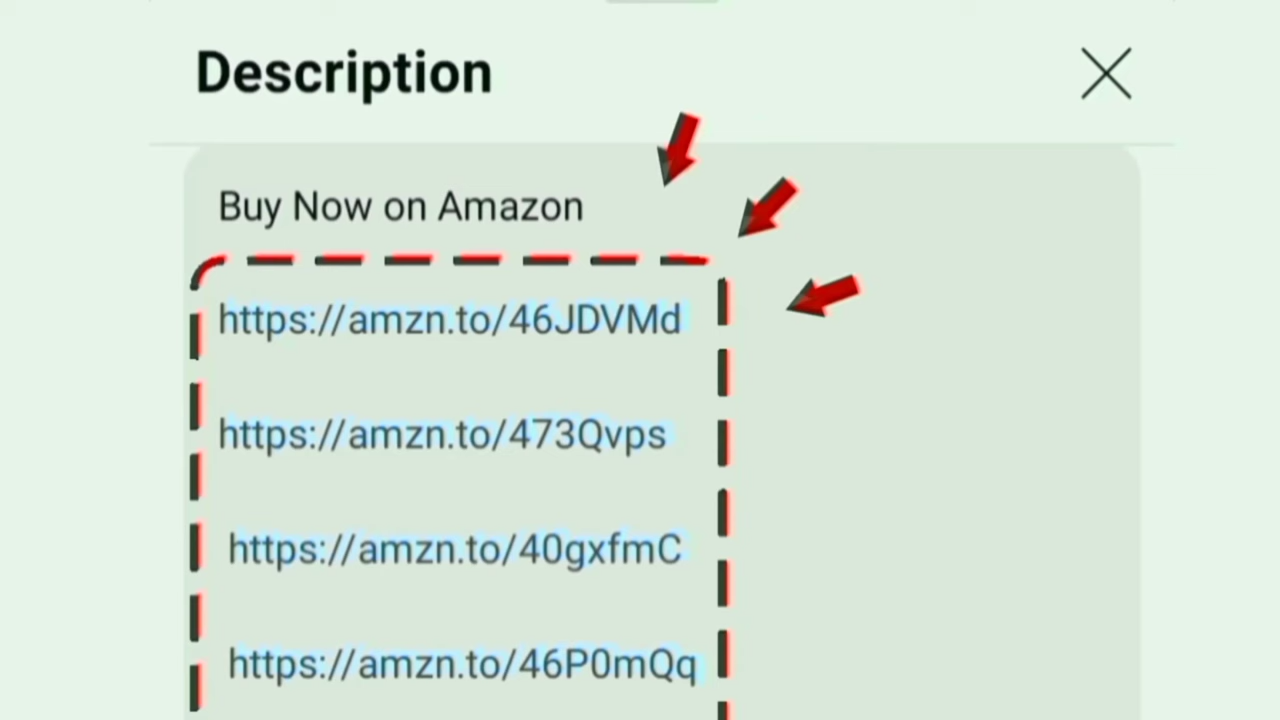 Description
Buy Now on Amazon
https://amzn.to/46JDVMd
https://amzn.to/473Qvps
https://amzn.to/40gxfmC
https://amzn.to/46P0mQq